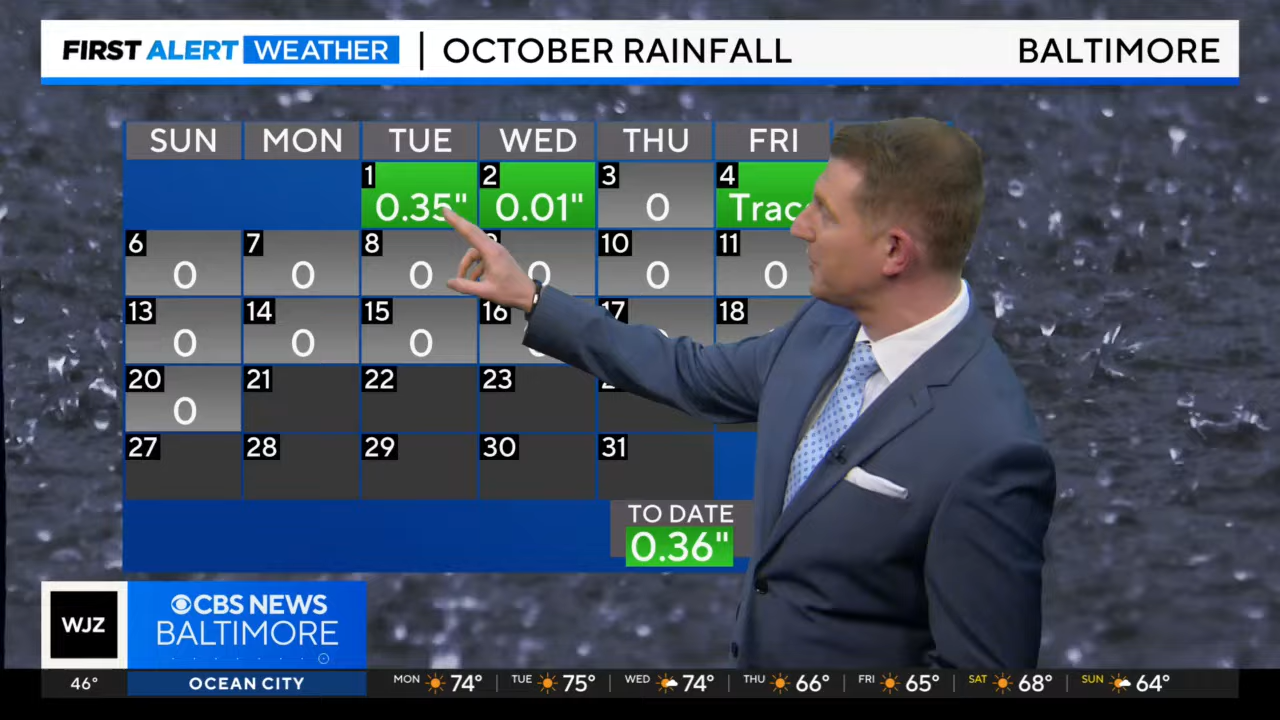 FIRST ALERT WEATHER | OCTOBER RAINFALL BALTIMORE
SUN MON TUE WED THU FRI
1 2 3 4
0.35" 0.01" 0 Trac
6 7 8 10 11
0 0 0 0 0 0
13 14 15 16 17 18
0 0 0
20 21 22 23
0
27 28 29 30 31
TO DATE
0.36"
WJZ
CBS NEWS
BALTIMORE
46° OCEAN CITY MON 74° TUE 75° WED 74° THU 66° FRI 65° SAT 68° SUN 64°